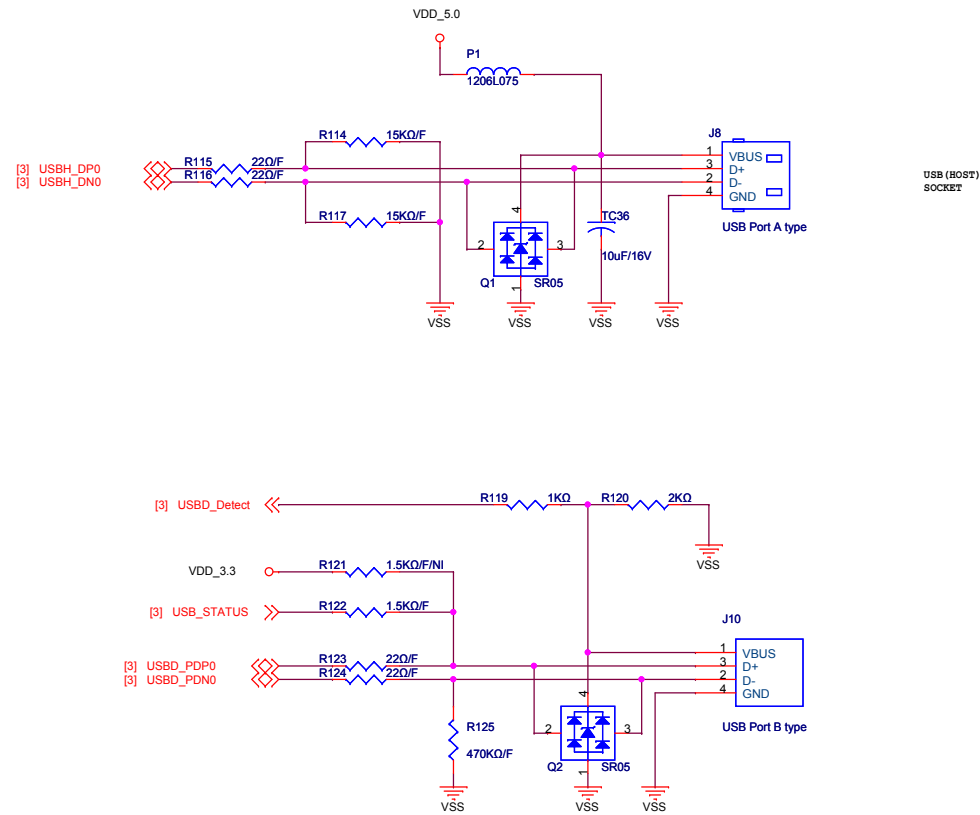 VDD_5.0
P1
1206L075
R114 15KΩ/F
J8
[3] USBH_DP0
R115 22Ω/F
[3] USBH_DN0
R116 22Ω/F
1 VBUS
3 D+
2 D-
4 GND
USB(HOST)
SOCKET
R117 15KΩ/F
4
TC36
USB Port A type
2
3
10uF/16V
Q1
1
SR05
VSS
VSS
VSS
VSS
[3] USBD_Detect
R119 1KΩ
R120 2KΩ
VSS
VDD_3.3
R121 1.5KΩ/F/NI
[3] USB_STATUS
R122 1.5KΩ/F
J10
[3] USBD_PDP0
R123 22Ω/F
[3] USBD_PDN0
R124 22Ω/F
1 VBUS
3 D+
2 D-
4 GND
4
R125
470KΩ/F
2
3
USB Port B type
Q2
1
SR05
VSS
VSS
VSS